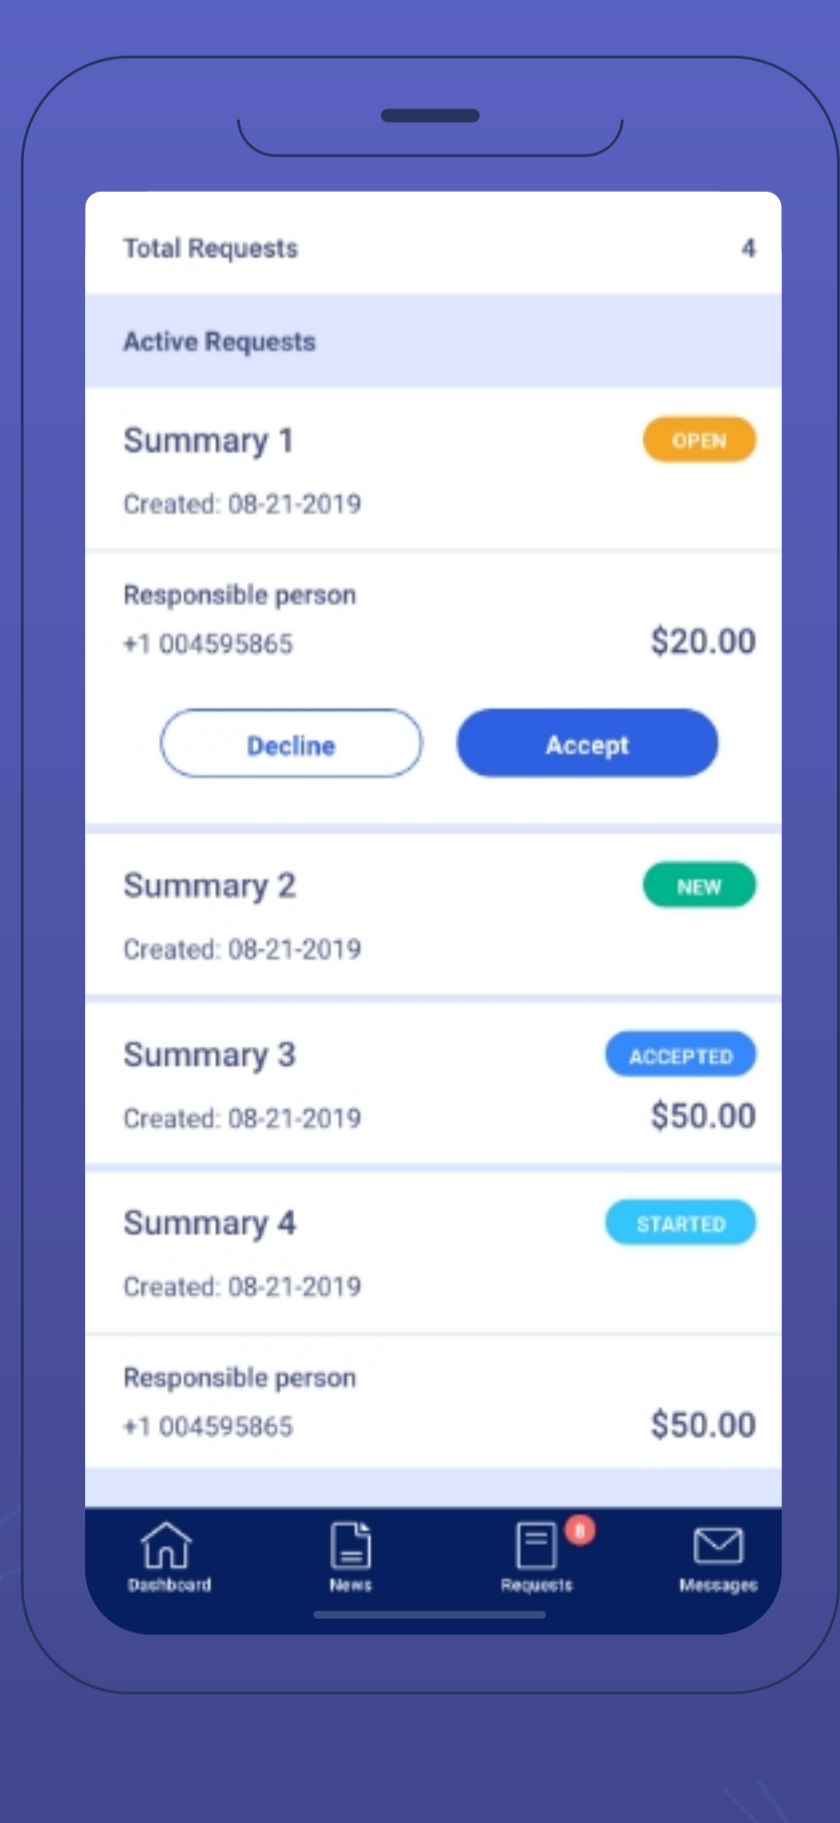 Total Requests 4
Active Requests
Summary 1 OPEN
Created: 08-21-2019
Responsible person
+1 004595865 $20.00
Decline Accept
Summary 2 NEW
Created: 08-21-2019
Summary 3 ACCEPTED
Created: 08-21-2019 $50.00
Summary 4 STARTED
Created: 08-21-2019
Responsible person
+1 004595865 $50.00
8
Dashboard News Requests Messages